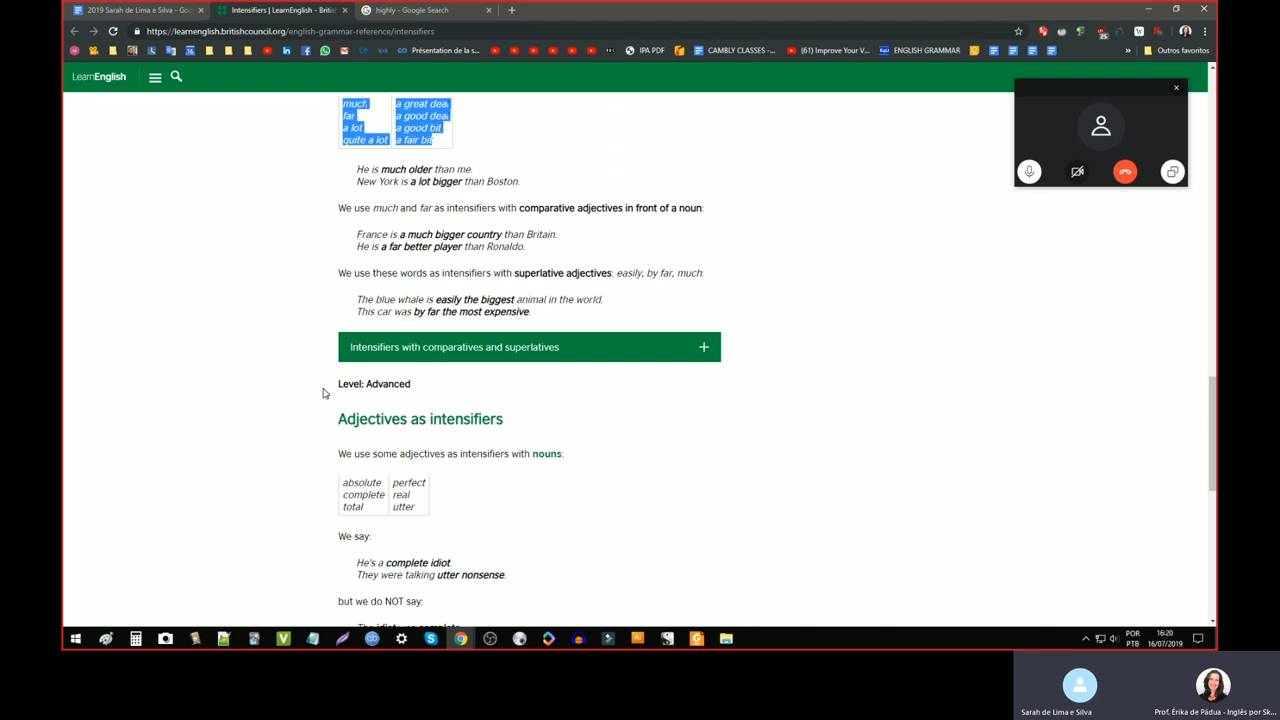 2019 Sarah de Lima e Silva - Goo
Intensifiers | LearnEnglish - Britis
highly - Google Search
https://learnenglish.britishcouncil.org/english-grammar-reference/intensifiers
Présentation de la s...
IPA PDF
CAMBLY CLASSES -...
(61) Improve Your V...
ENGLISH GRAMMAR
»
Outros favoritos
LearnEnglish
much a great deal
far a good deal
a lot a good bit
quite a lot a fair bit
He is much older than me.
New York is a lot bigger than Boston.
We use much and far as intensifiers with comparative adjectives in front of a noun:
France is a much bigger country than Britain.
He is a far better player than Ronaldo.
We use these words as intensifiers with superlative adjectives: easily, by far, much:
The blue whale is easily the biggest animal in the world.
This car was by far the most expensive.
Intensifiers with comparatives and superlatives +
Level: Advanced
Adjectives as intensifiers
We use some adjectives as intensifiers with nouns:
absolute perfect
complete real
total utter
We say:
He's a complete idiot.
They were talking utter nonsense.
but we do NOT say:
The idiot was complete.
POR 16:20
PTB 16/07/2019
Sarah de Lima e Silva
Prof. Érika de Pádua - Inglês por Sk...